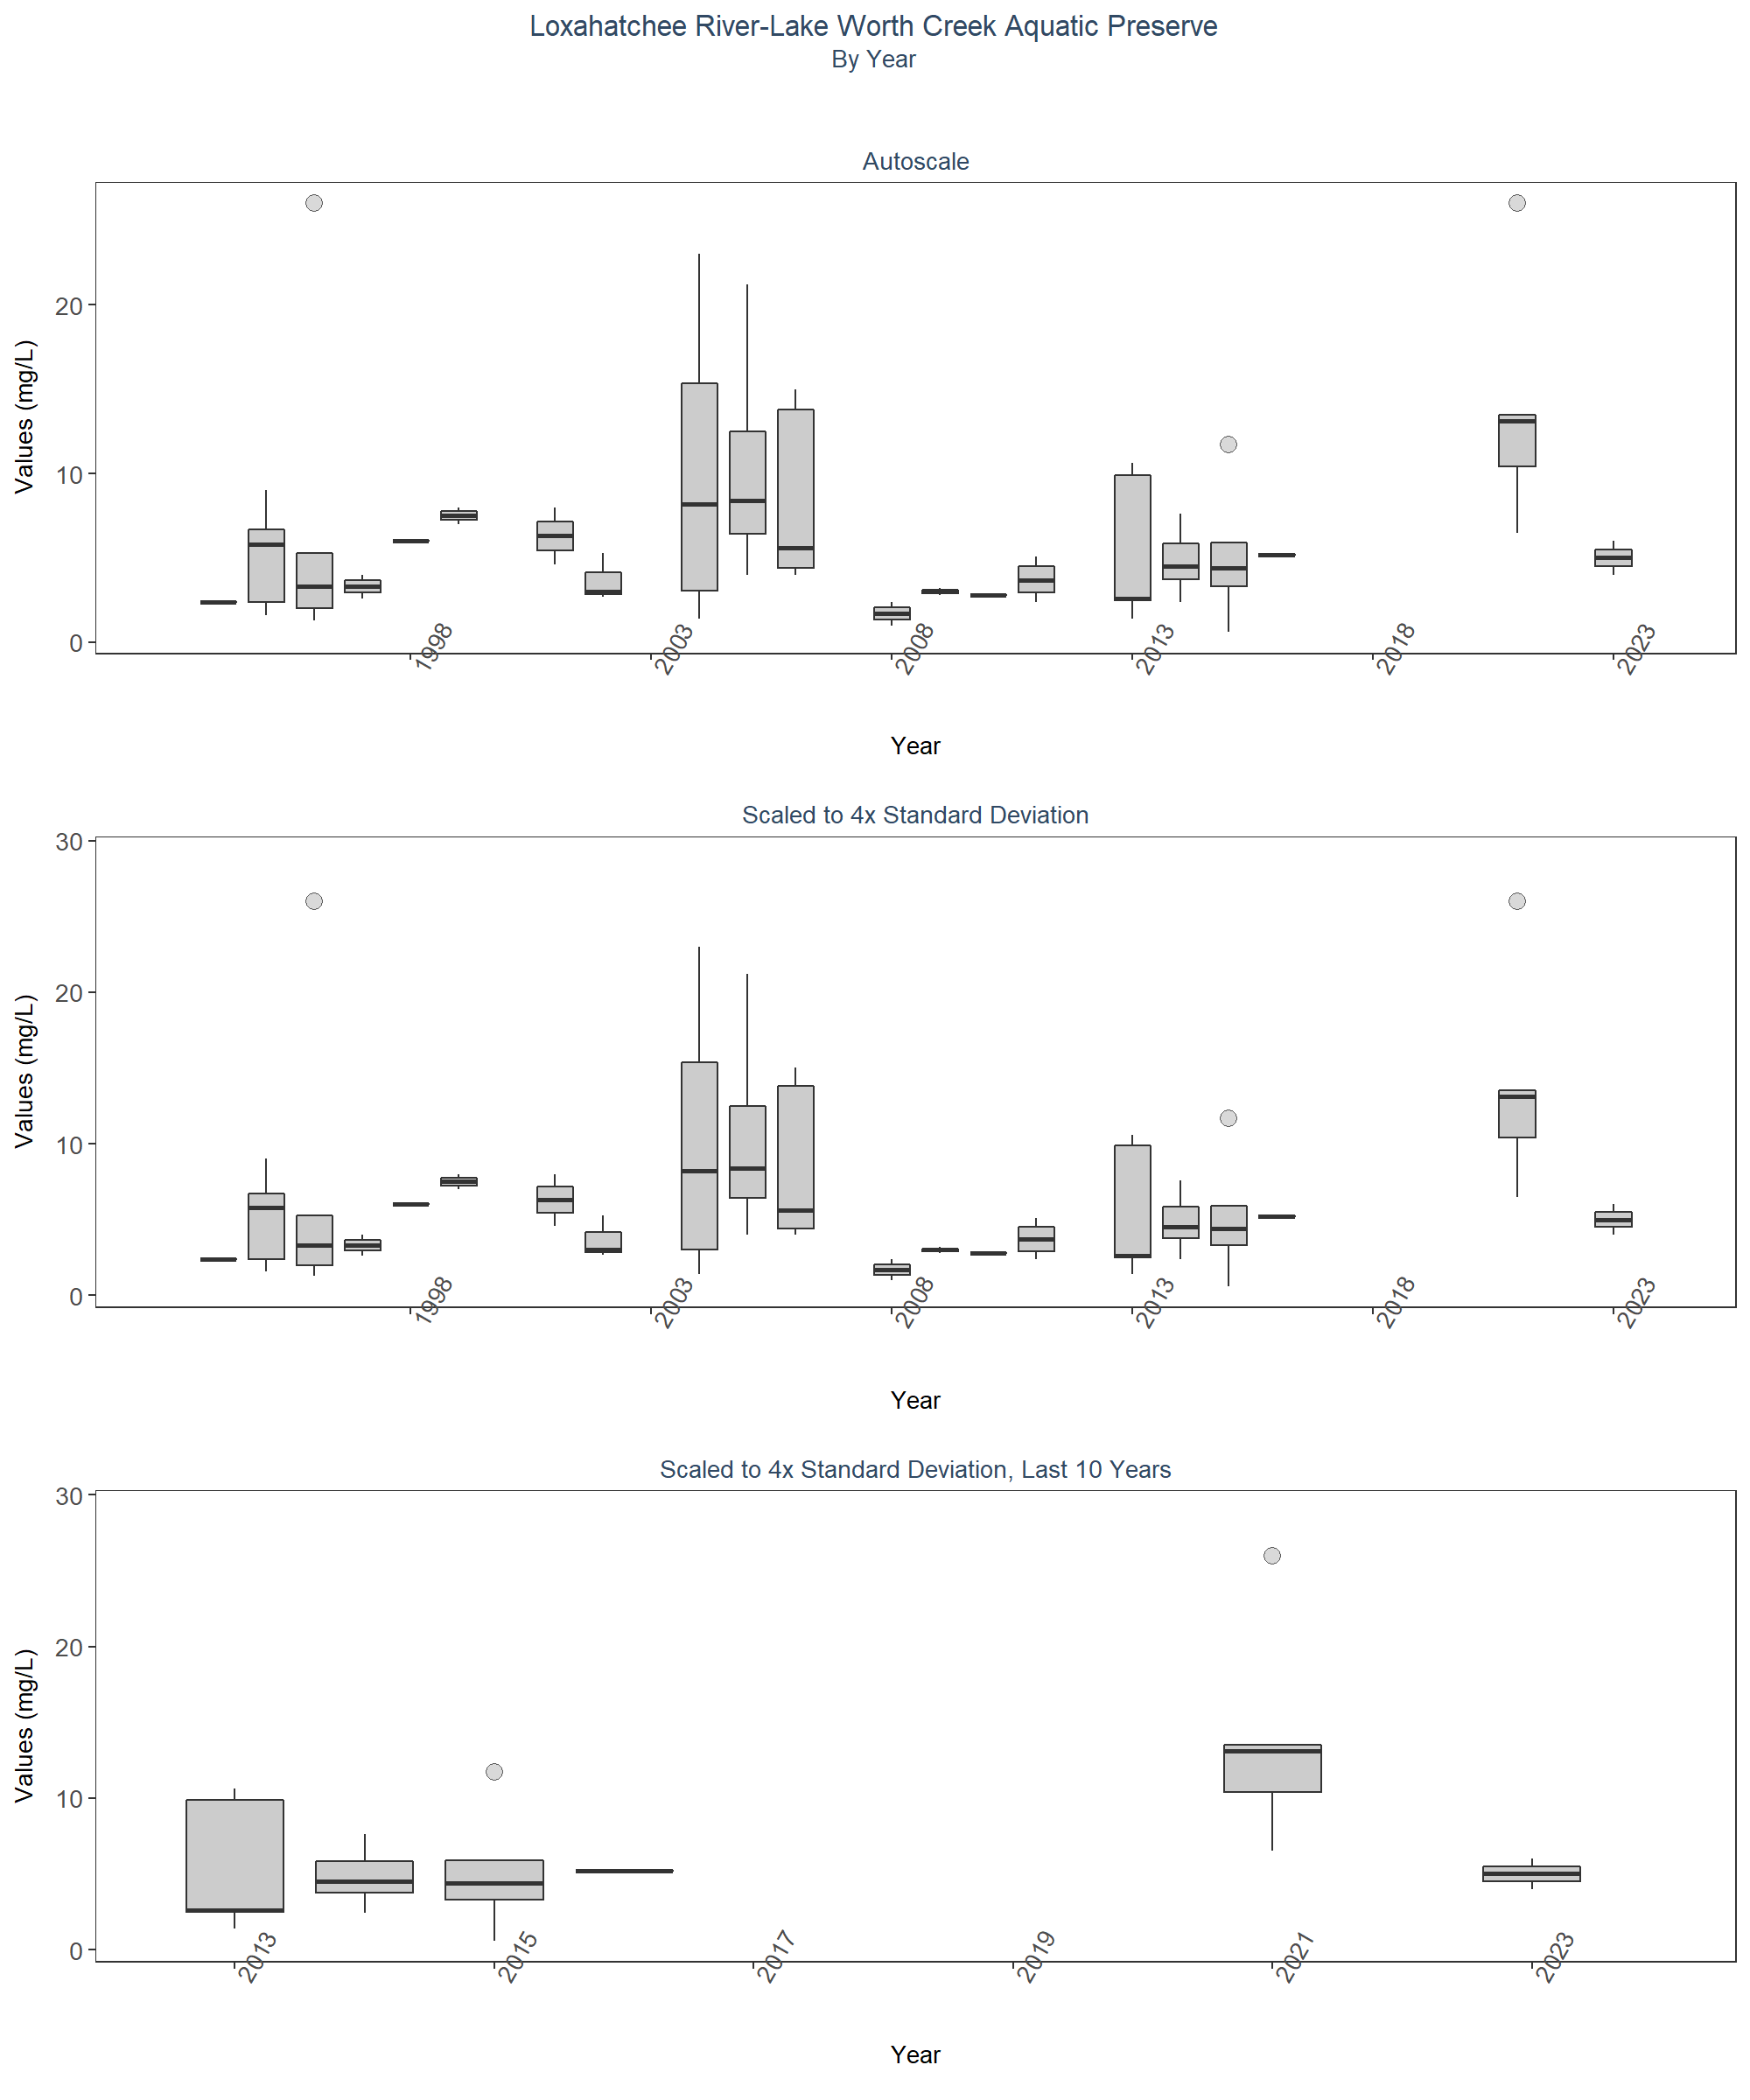 Loxahatchee River-Lake Worth Creek Aquatic Preserve
By Year
Autoscale
Values (mg/L)
20
10
0
1998 2003 2008 2013 2018 2023
Year
Scaled to 4x Standard Deviation
Values (mg/L)
30
20
10
0
1998 2003 2008 2013 2018 2023
Year
Scaled to 4x Standard Deviation, Last 10 Years
Values (mg/L)
30
20
10
0
2013 2015 2017 2019 2021 2023
Year